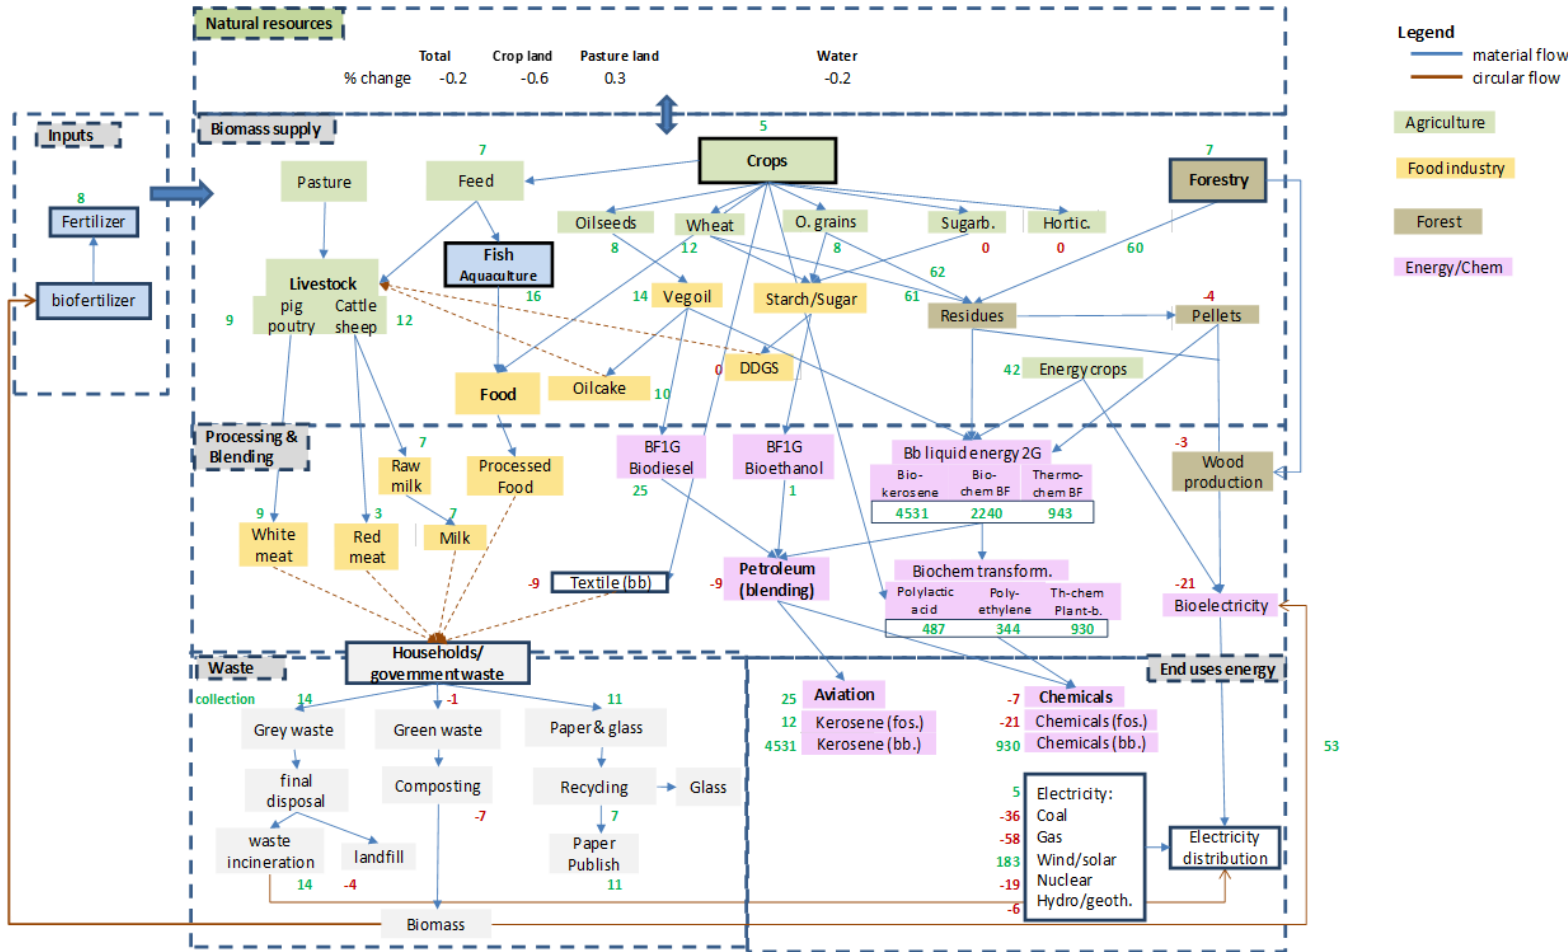 Natural resources
Total Crop land Pasture land Water
% change -0.2 -0.6 0.3 -0.2
Legend
material flow
circular flow
Agriculture
Food industry
Forest
Energy/Chem
Inputs
8
Fertilizer
biofertilizer
Biomass supply
5
Crops
7
Feed
Pasture
7
Forestry
Oilseeds
Wheat
O. grains
Sugarb.
Hortic.
8
12
8
0
0
60
Fish
Aquaculture
16
62
61
Livestock
pig
poutry
Cattle
sheep
9
12
14
Veg oil
Starch/Sugar
Residues
-4
Pellets
0
DDGS
42
Energy crops
Food
Oilcake
10
Processing &
Blending
7
Raw
milk
Processed
Food
BF1G
Biodiesel
25
BF1G
Bioethanol
1
Bb liquid energy 2G
Bio-
kerosene
Bio-
chem BF
Thermo-
chem BF
4531 2240 943
-3
Wood
production
9
White
meat
3
Red
meat
7
Milk
-9
Textile (bb)
-9
Petroleum
(blending)
Biochem transform.
Polylactic
acid
Poly-
ethylene
Th-chem
Plant-b.
487 344 930
-21
Bioelectricity
Households/
government waste
Waste
collection
14
-1
11
Grey waste
Green waste
Paper & glass
final
disposal
Composting
-7
Recycling
Glass
7
waste
incineration
14
landfill
-4
Paper
Publish
11
Biomass
End uses energy
25 Aviation
12 Kerosene (fos.)
4531 Kerosene (bb.)
-7 Chemicals
-21 Chemicals (fos.)
930 Chemicals (bb.)
53
5 Electricity:
-36 Coal
-58 Gas
183 Wind/solar
-19 Nuclear
-6 Hydro/geoth.
Electricity
distribution